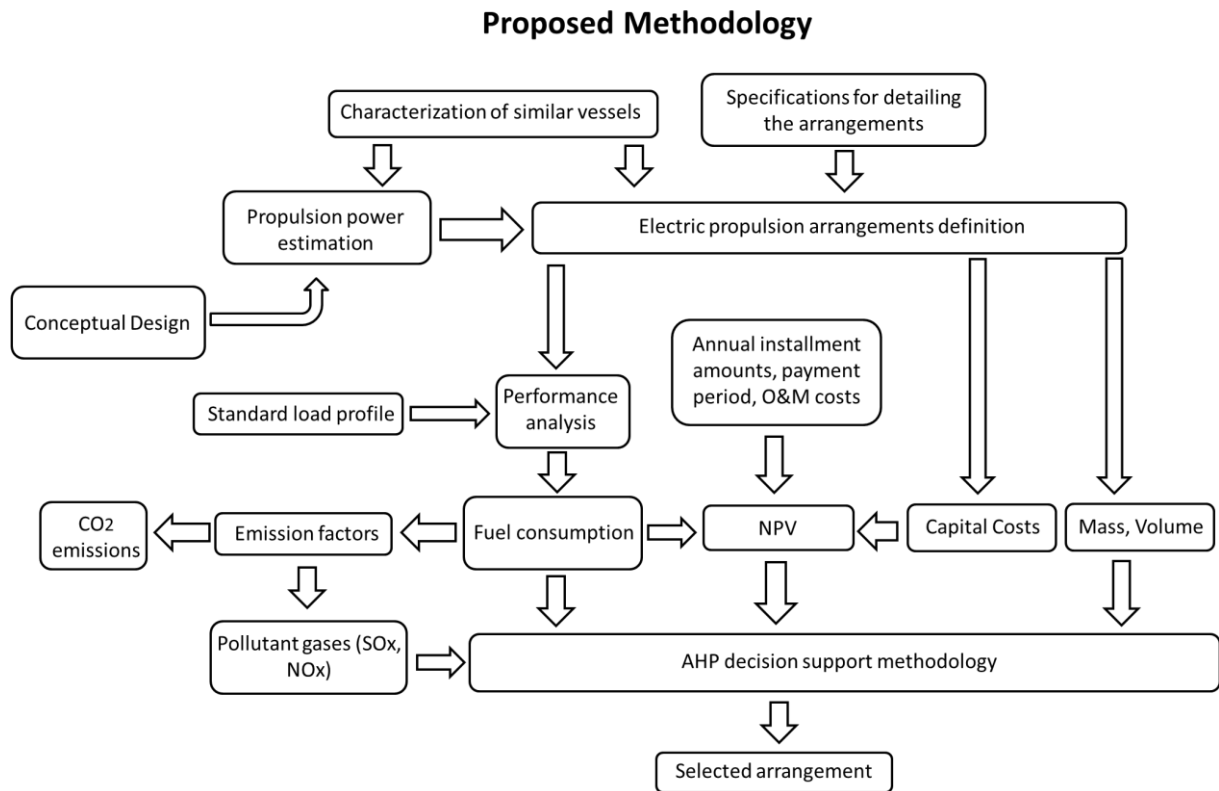 Proposed Methodology
Characterization of similar vessels
Specifications for detailing
the arrangements
Propulsion power
estimation
Electric propulsion arrangements definition
Conceptual Design
Annual installment
amounts, payment
period, O&M costs
Standard load profile
Performance
analysis
CO2
emissions
Emission factors
Fuel consumption
NPV
Capital Costs
Mass, Volume
Pollutant gases (SOx,
NOx)
AHP decision support methodology
Selected arrangement